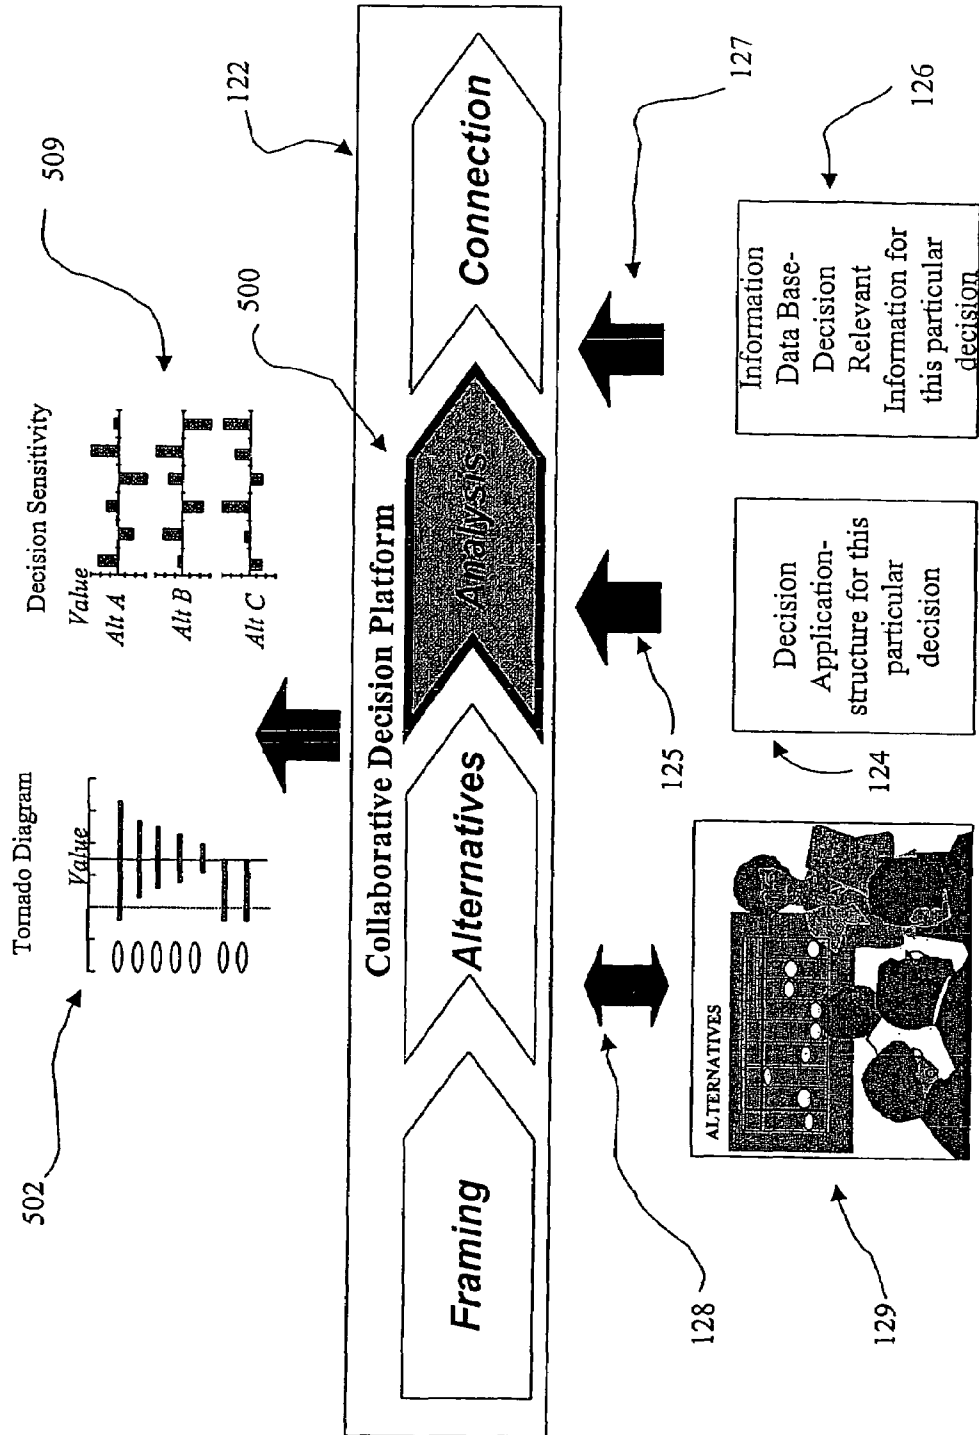 Tornado Diagram
Value
502
Decision Sensitivity
Value
Alt A
Alt B
Alt C
509
122
500
Collaborative Decision Platform
Framing
Alternatives
Analysis
Connection
128
125
127
ALTERNATIVES
129
Decision
Application-
structure for this
particular
decision
124
Information
Data Base-
Decision
Relevant
Information for
this particular
decision
126